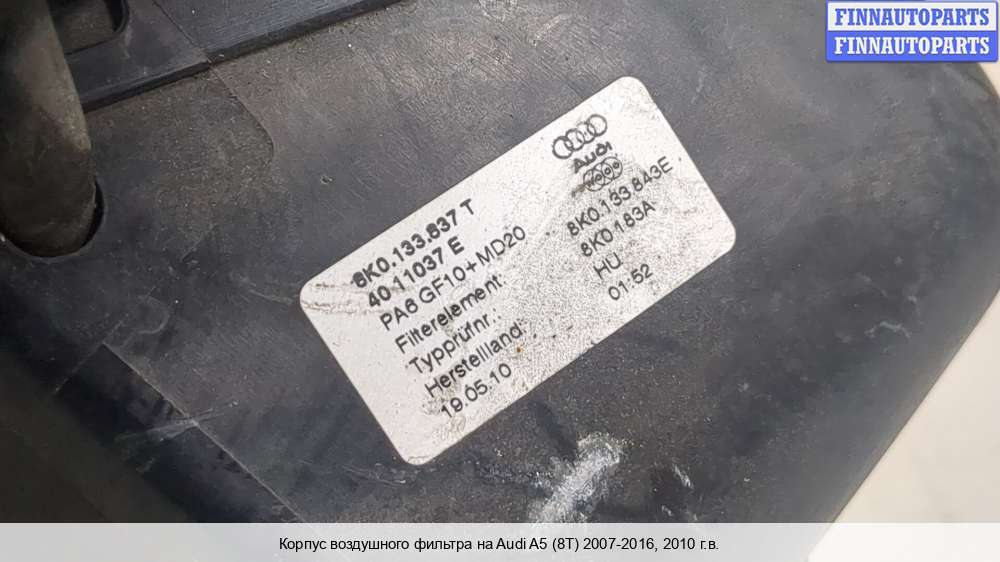 FINNAUTOPARTS
FINNAUTOPARTS
Audi
8K0.133.837 T
40 11037 E
PA6 GF10+MD20
Filterelement: 8K0.133.843E
Typprüfnr.: 8K0183A
Herstellland: HU
19.05.10 01:52
Корпус воздушного фильтра на Audi A5 (8T) 2007-2016, 2010 г.в.